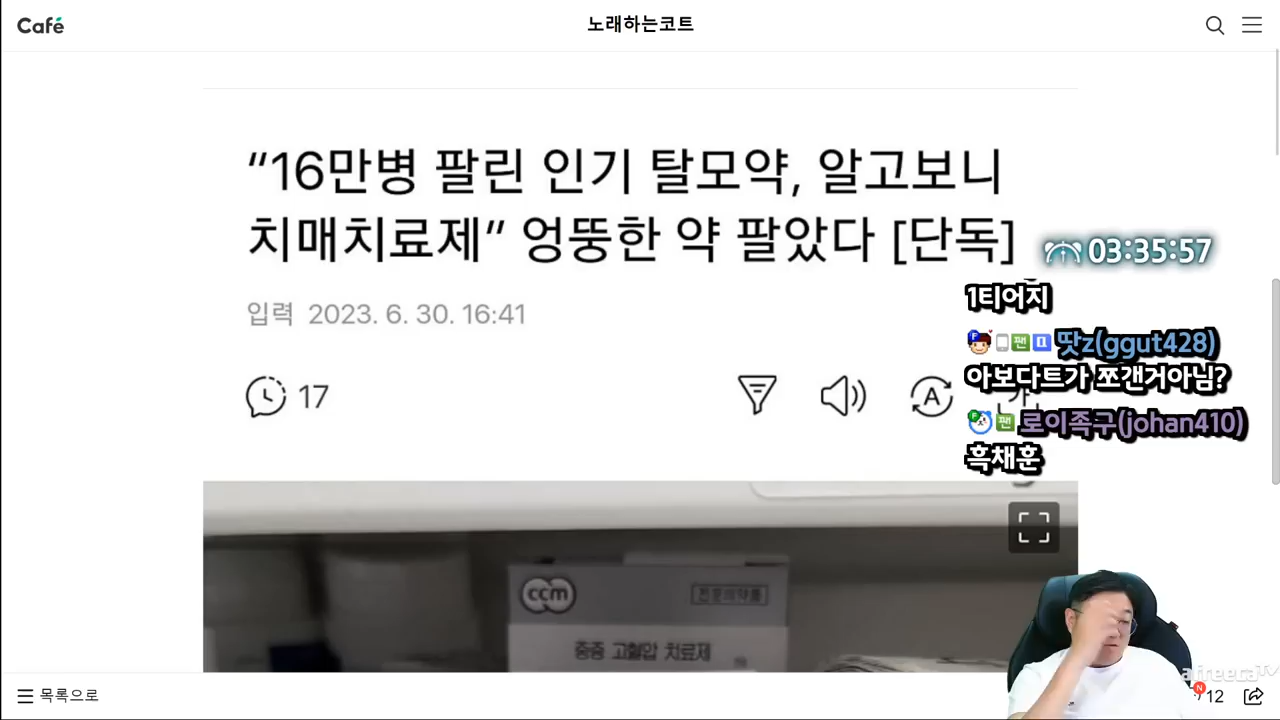 Café
노래하는코트
“16만병 팔린 인기 탈모약, 알고보니
치매치료제” 엉뚱한 약 팔았다 [단독]
입력 2023. 6. 30. 16:41
17
A
가
03:35:57
1티어지
F 팬 땃z(ggut428)
아보다트가 쪼갠거아님?
F 팬 로이족구(johan410)
흑채훈
ccm
전문의약품
중증 고혈압 치료제
목록으로
afreecaTV
N
12